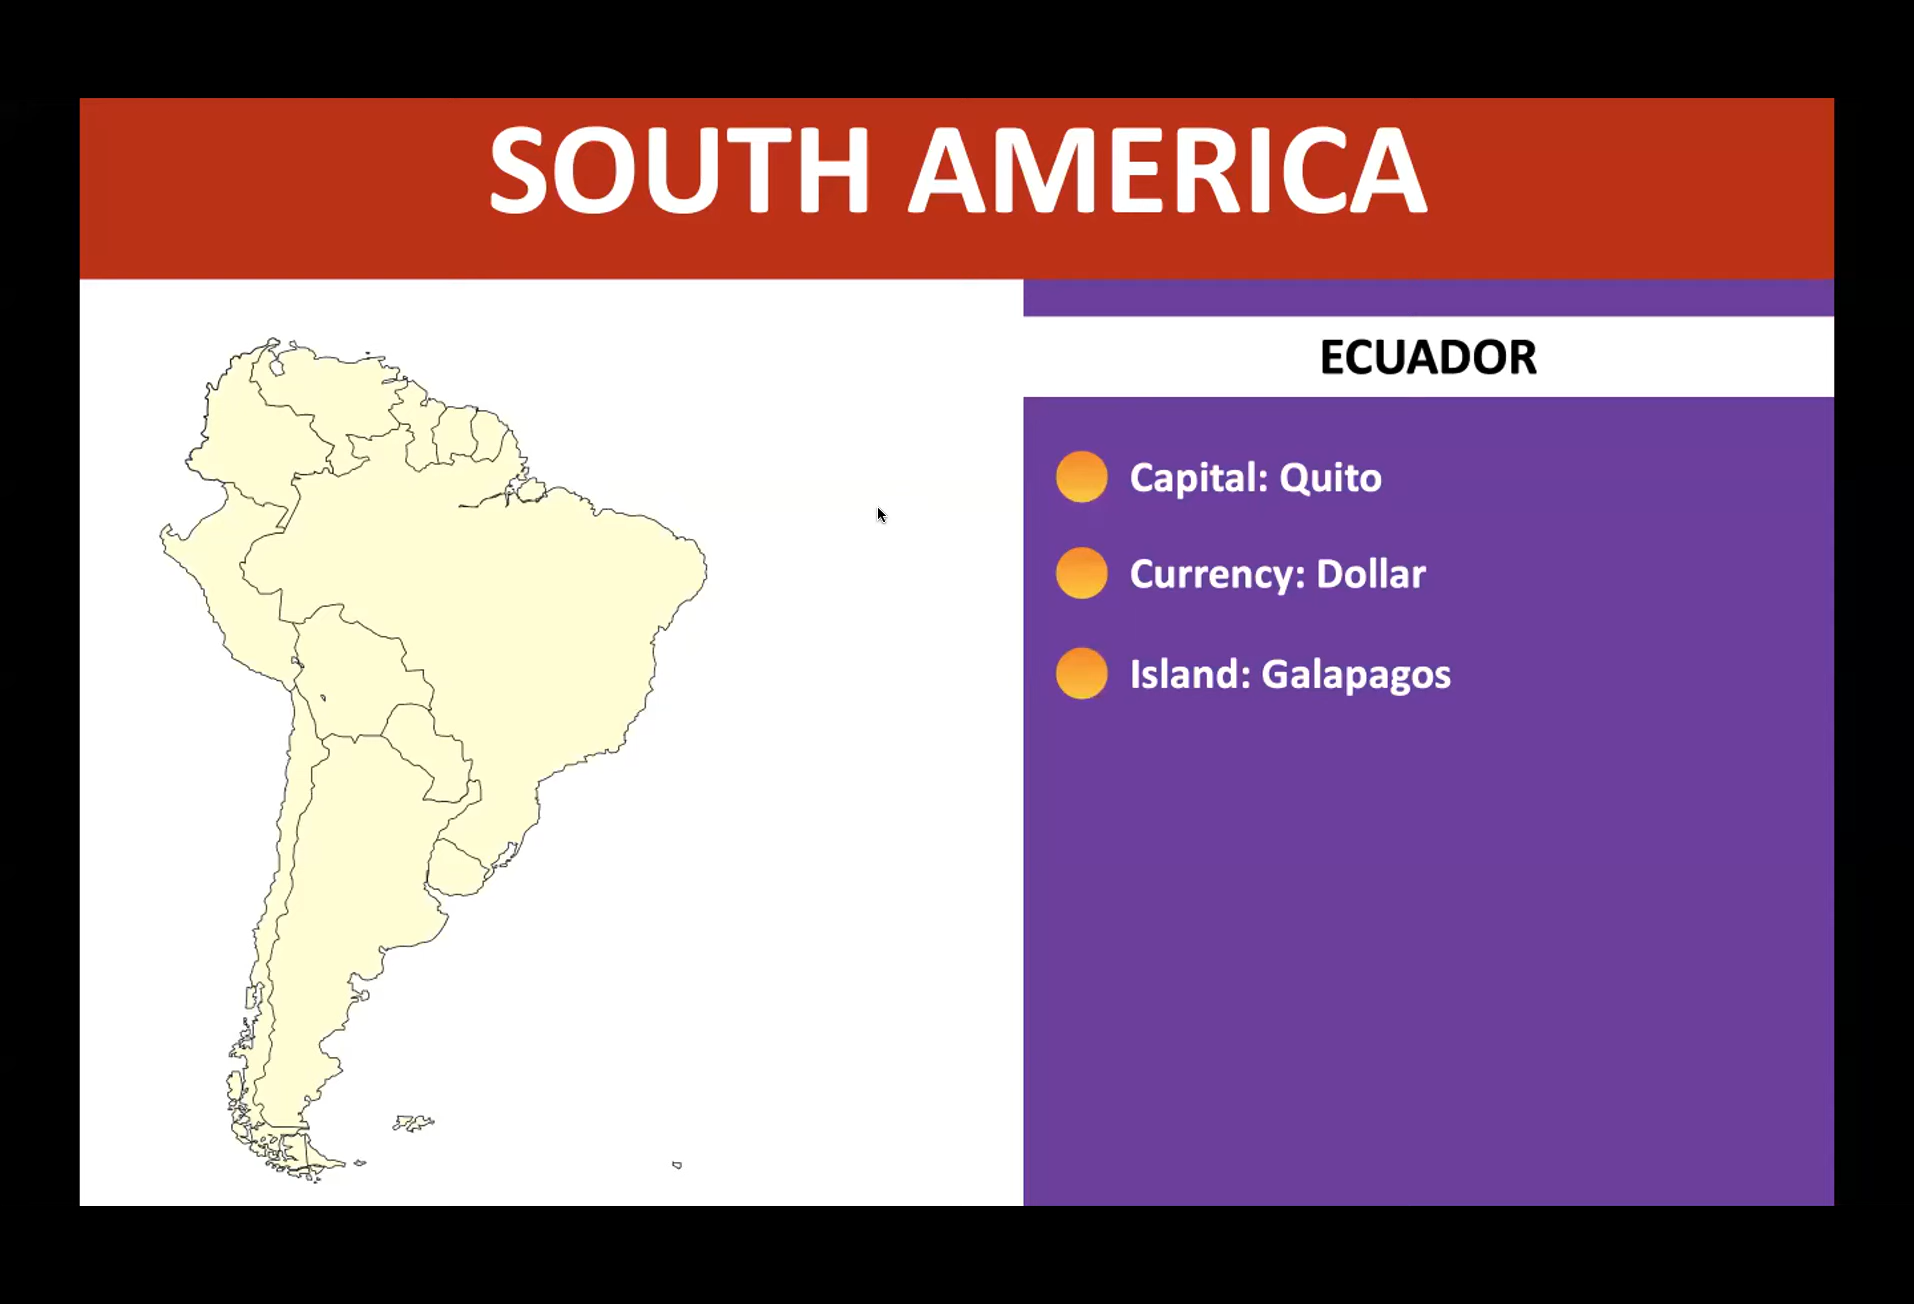 SOUTH AMERICA
ECUADOR
Capital: Quito
Currency: Dollar
Island: Galapagos